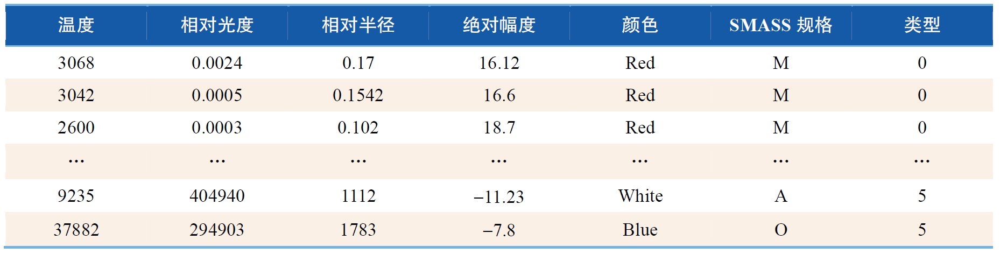 温度 相对光度 相对半径 绝对幅度 颜色 SMASS 规格 类型
3068 0.0024 0.17 16.12 Red M 0
3042 0.0005 0.1542 16.6 Red M 0
2600 0.0003 0.102 18.7 Red M 0
… … … … … … …
9235 404940 1112 −11.23 White A 5
37882 294903 1783 −7.8 Blue O 5